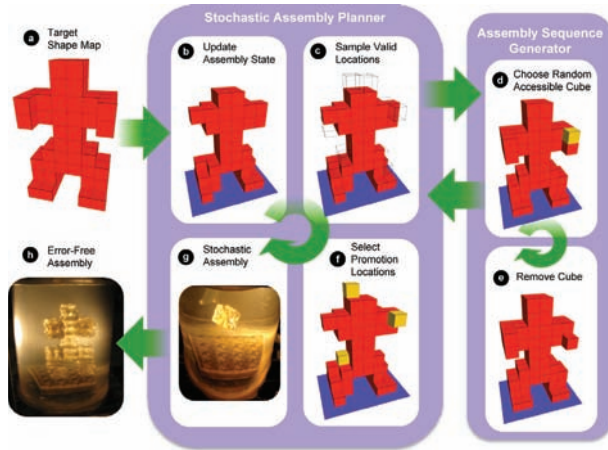 Stochastic Assembly Planner
Assembly Sequence
Generator
a Target
Shape Map
b Update
Assembly State
c Sample Valid
Locations
d Choose Random
Accessible Cube
h Error-Free
Assembly
g Stochastic
Assembly
f Select
Promotion
Locations
e Remove Cube